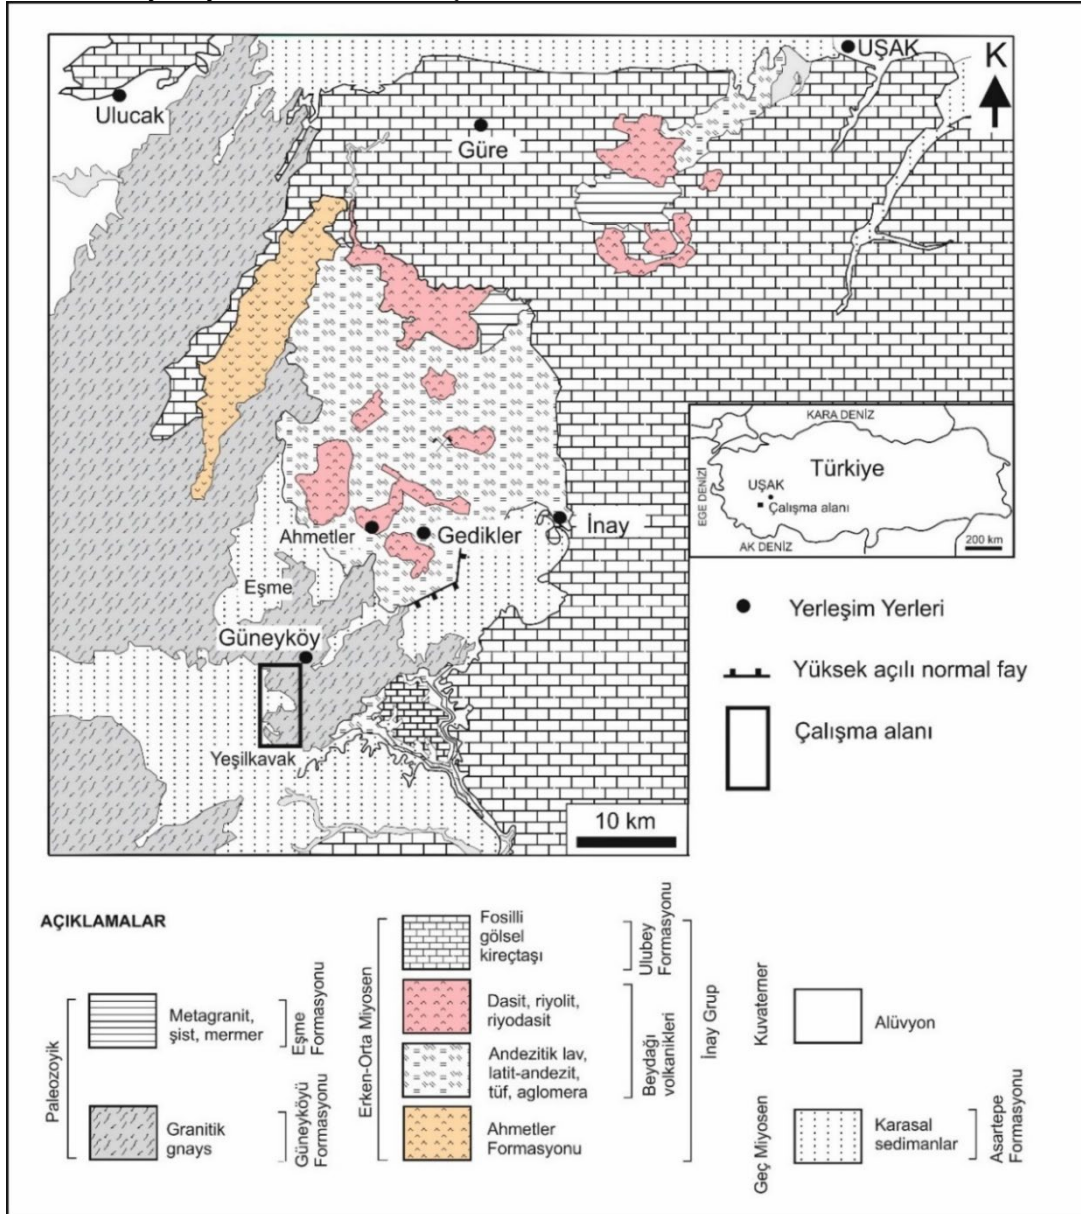 UŞAK
K
Ulucak
Güre
KARA DENİZ
Türkiye
EGE DENİZİ
UŞAK
Çalışma alanı
AK DENİZ
200 km
Ahmetler
Gedikler
İnay
Eşme
Güneyköy
Yeşilkavak
10 km
Yerleşim Yerleri
Yüksek açılı normal fay
Çalışma alanı
AÇIKLAMALAR
Paleozoyik
Metagranit,
şist, mermer
Eşme
Formasyonu
Granitik
gnays
Güneyköyü
Formasyonu
Erken-Orta Miyosen
Fosilli
gölsel
kireçtaşı
Ulubey
Formasyonu
Dasit, riyolit,
riyodasit
Andezitik lav,
latit-andezit,
tüf, aglomera
Beydağı
volkanikleri
Ahmetler
Formasyonu
İnay Grup
Kuvaterner
Alüvyon
Geç Miyosen
Karasal
sedimanlar
Asartepe
Formasyonu